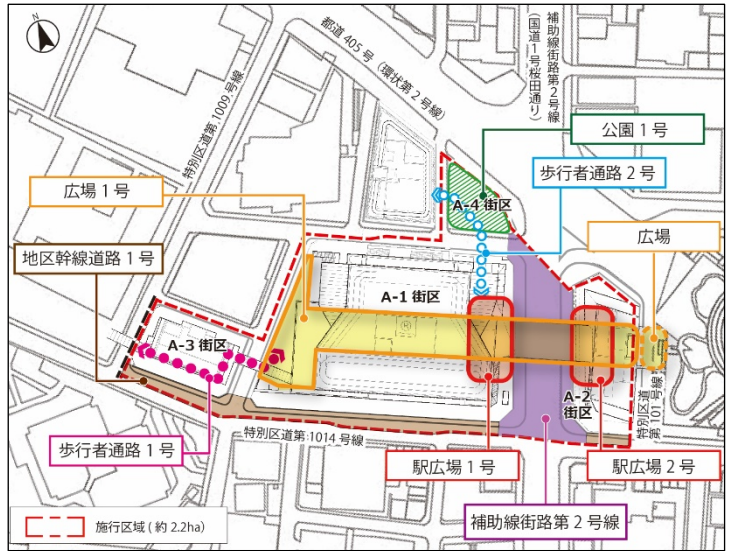 N
都道405号（環状第2号線）
補助線街路第2号線
（国道1号桜田通り）
特別区道第1009号線
公園1号
歩行者通路2号
広場1号
A-4街区
広場
地区幹線道路1号
A-1 街区
A-3 街区
A-2
街区
特別区道
第1101号線
歩行者通路1号
特別区道第1014号線
駅広場1号
駅広場2号
補助線街路第2号線
施行区域(約2.2ha)